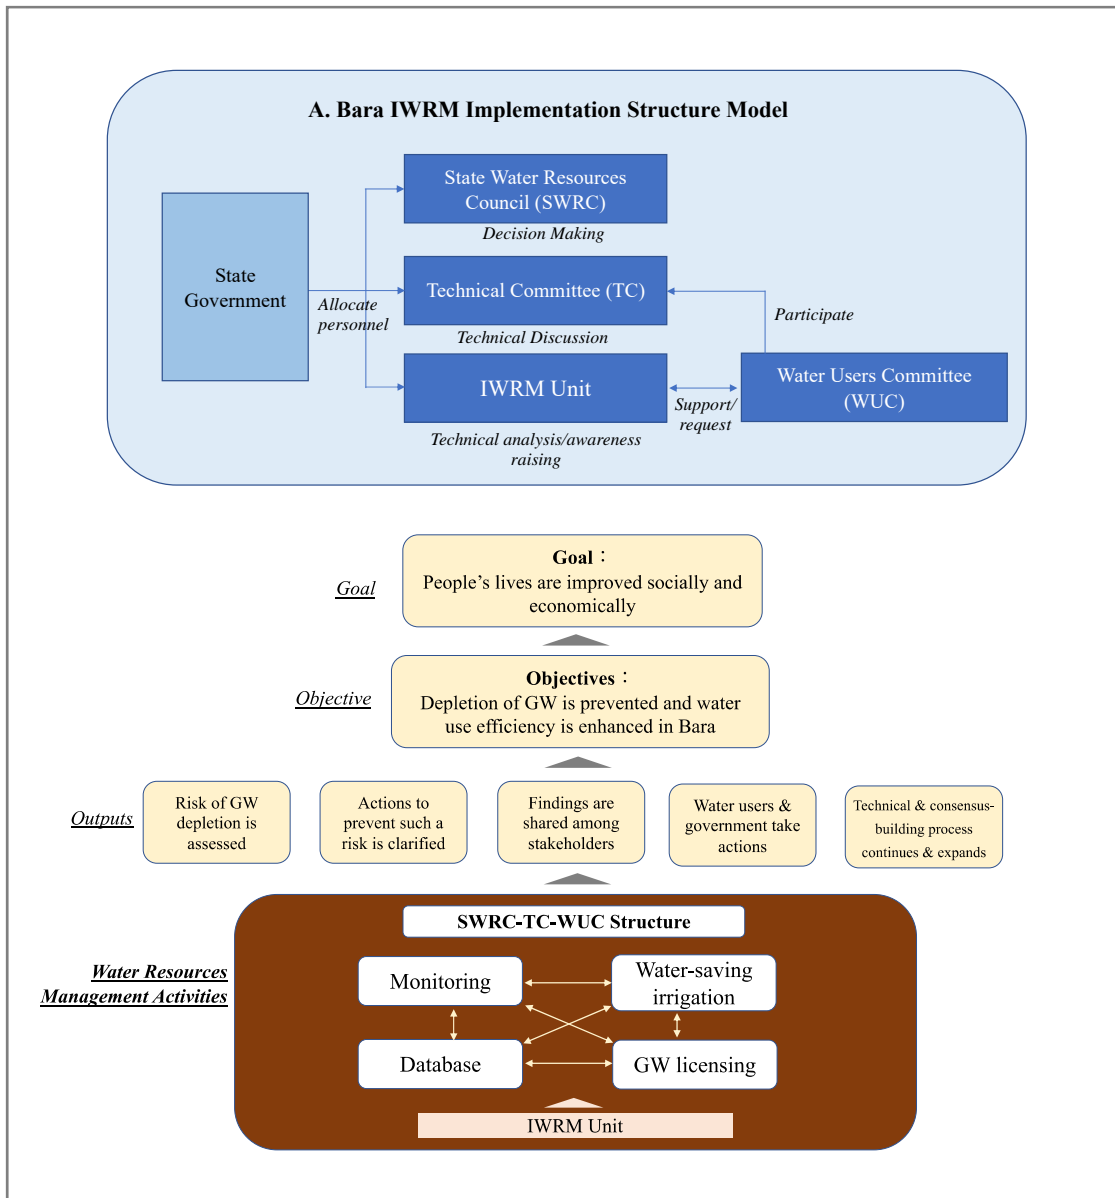 A. Bara IWRM Implementation Structure Model
State Water Resources
Council (SWRC)
Decision Making
State
Government
Allocate
personnel
Technical Committee (TC)
Technical Discussion
Participate
IWRM Unit
Technical analysis/awareness
raising
Support/
request
Water Users Committee
(WUC)
Goal
Goal：
People’s lives are improved socially and
economically
Objective
Objectives：
Depletion of GW is prevented and water
use efficiency is enhanced in Bara
Outputs
Risk of GW
depletion is
assessed
Actions to
prevent such a
risk is clarified
Findings are
shared among
stakeholders
Water users &
government take
actions
Technical & consensus-
building process
continues & expands
Water Resources
Management Activities
SWRC-TC-WUC Structure
Monitoring
Water-saving
irrigation
Database
GW licensing
IWRM Unit